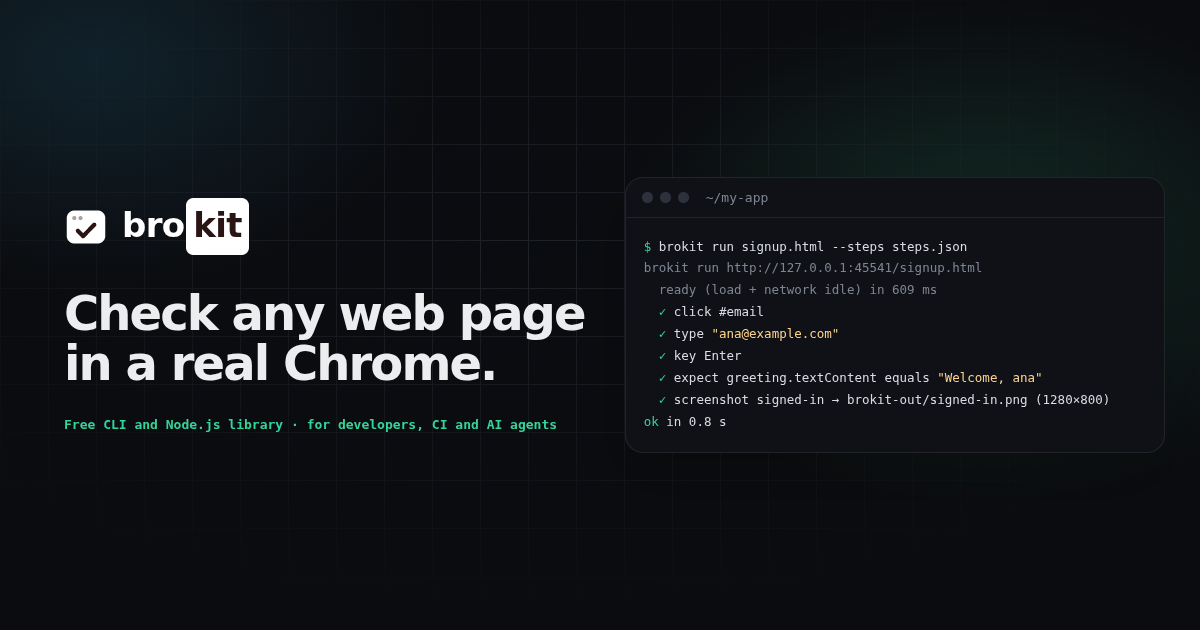 brokit
Check any web page
in a real Chrome.
Free CLI and Node.js library · for developers, CI and AI agents
~/my-app
$ brokit run signup.html --steps steps.json
brokit run http://127.0.0.1:45541/signup.html
ready (load + network idle) in 609 ms
✓ click #email
✓ type "ana@example.com"
✓ key Enter
✓ expect greeting.textContent equals "Welcome, ana"
✓ screenshot signed-in → brokit-out/signed-in.png (1280×800)
ok in 0.8 s